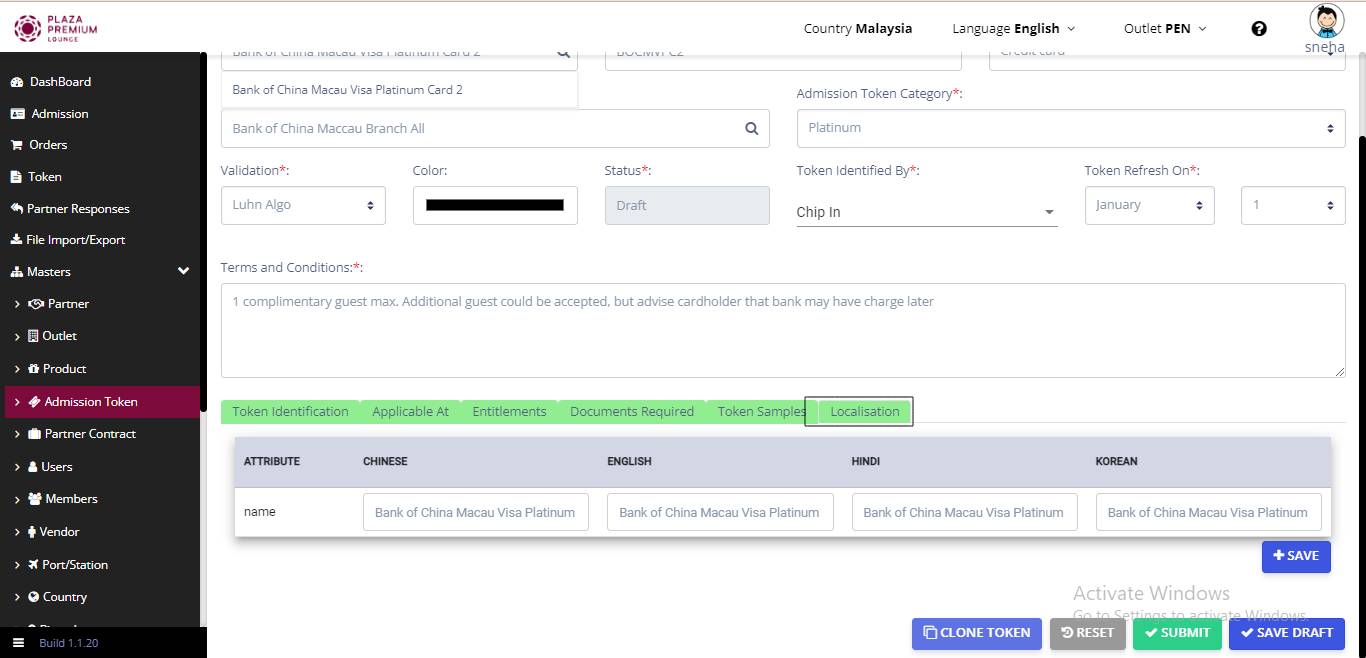 PLAZA
PREMIUM
LOUNGE
Country Malaysia
Language English
Outlet PEN
sneha
DashBoard
Admission
Orders
Token
Partner Responses
File Import/Export
Masters
Partner
Outlet
Product
Admission Token
Partner Contract
Users
Members
Vendor
Port/Station
Country
Build 1.1.20
Bank of China Macau Visa Platinum Card 2
BOCMVPC2
Credit card
Bank of China Macau Visa Platinum Card 2
Admission Token Category*:
Bank of China Maccau Branch All
Platinum
Validation*:
Color:
Status*:
Token Identified By*:
Token Refresh On*:
Luhn Algo
Draft
Chip In
January
1
Terms and Conditions:*:
1 complimentary guest max. Additional guest could be accepted, but advise cardholder that bank may have charge later
Token Identification
Applicable At
Entitlements
Documents Required
Token Samples
Localisation
ATTRIBUTE
CHINESE
ENGLISH
HINDI
KOREAN
name
Bank of China Macau Visa Platinum
Bank of China Macau Visa Platinum
Bank of China Macau Visa Platinum
Bank of China Macau Visa Platinum
SAVE
Activate Windows
Go to Settings to activate Windows.
CLONE TOKEN
RESET
SUBMIT
SAVE DRAFT